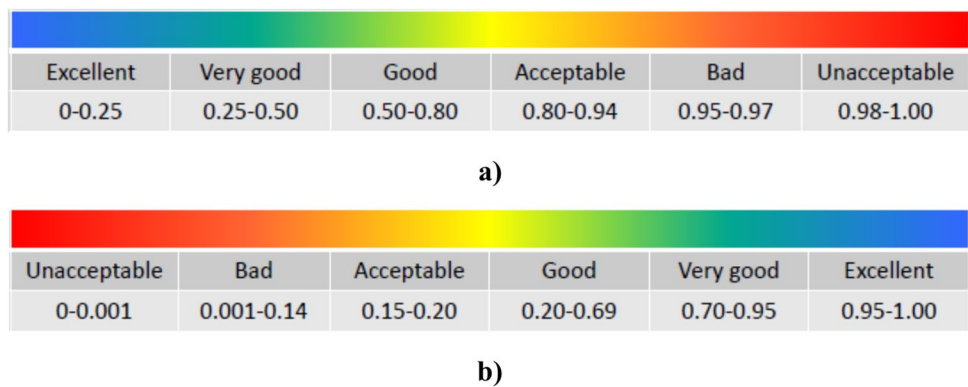 Excellent Very good Good Acceptable Bad Unacceptable
0-0.25 0.25-0.50 0.50-0.80 0.80-0.94 0.95-0.97 0.98-1.00
a)
Unacceptable Bad Acceptable Good Very good Excellent
0-0.001 0.001-0.14 0.15-0.20 0.20-0.69 0.70-0.95 0.95-1.00
b)